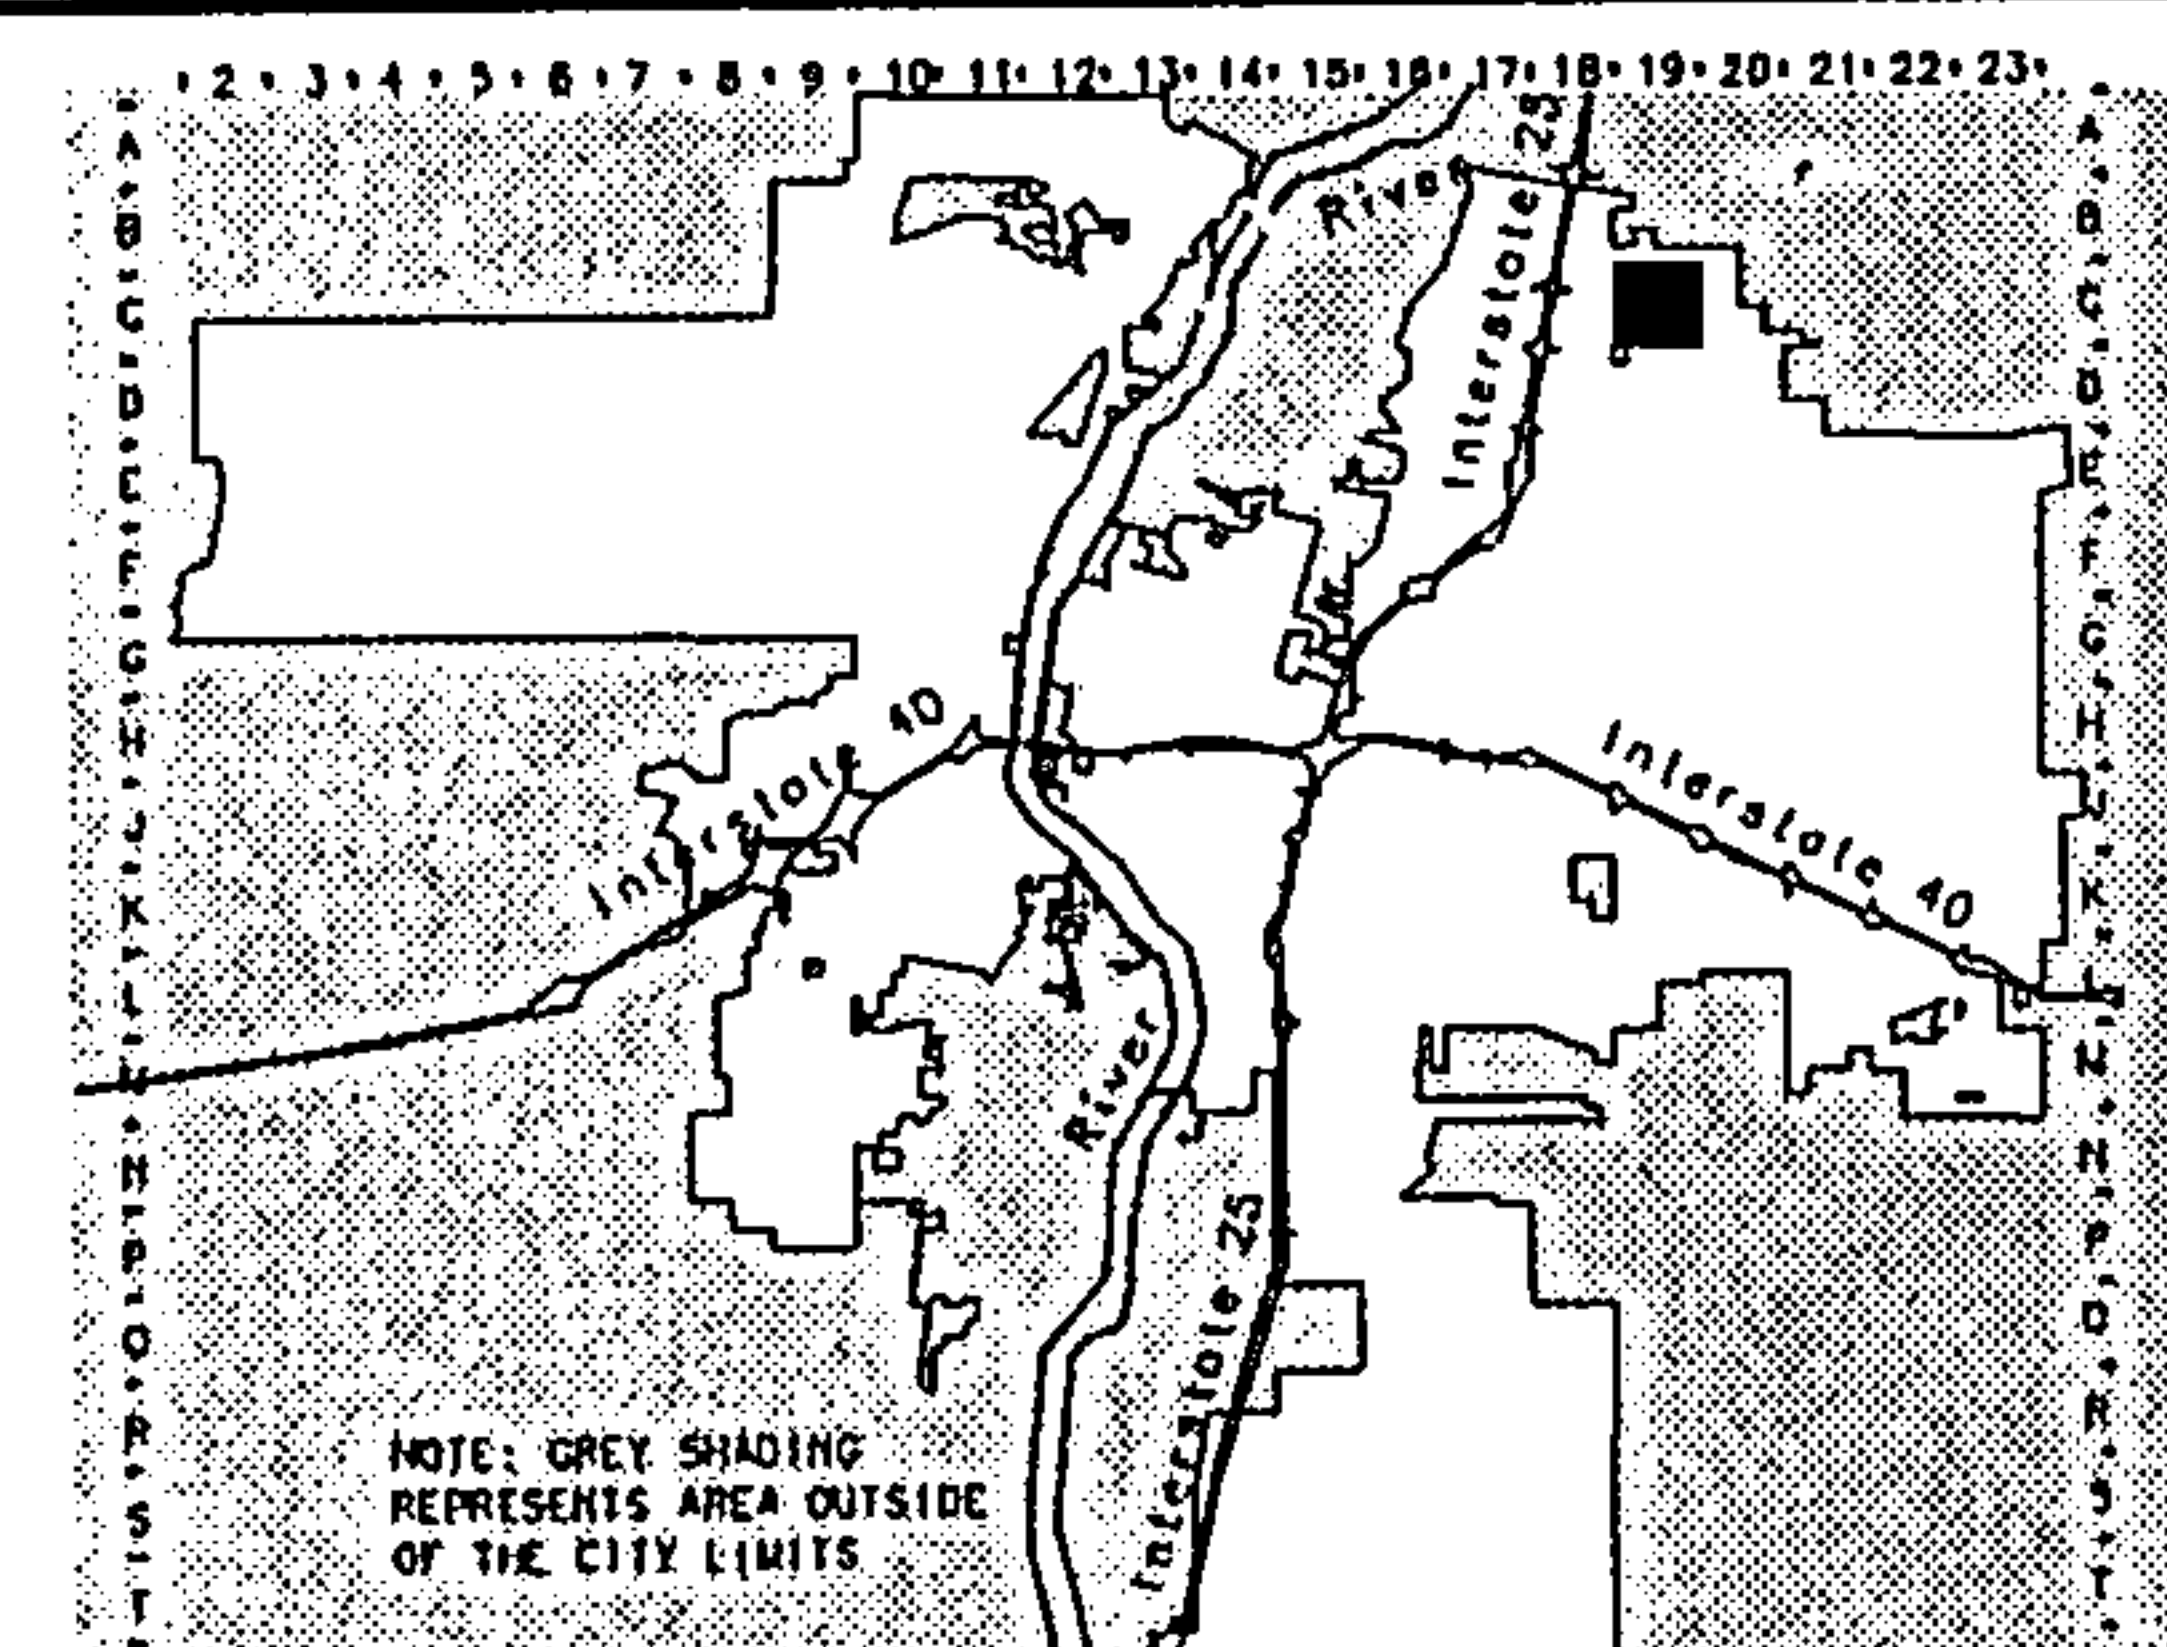 2 3 4 5 6 7 8 9 10 11 12 13 14 15 16 17 18 19 20 21 22 23
A A
B B
C C
D D
E E
F F
G G
H H
J J
K K
L L
M M
N N
P P
Q Q
R R
S S
T T
River
Interstate 25
Interstate 40
Interstate 40
River
Interstate 25
NOTE: GREY SHADING
REPRESENTS AREA OUTSIDE
OF THE CITY LIMITS